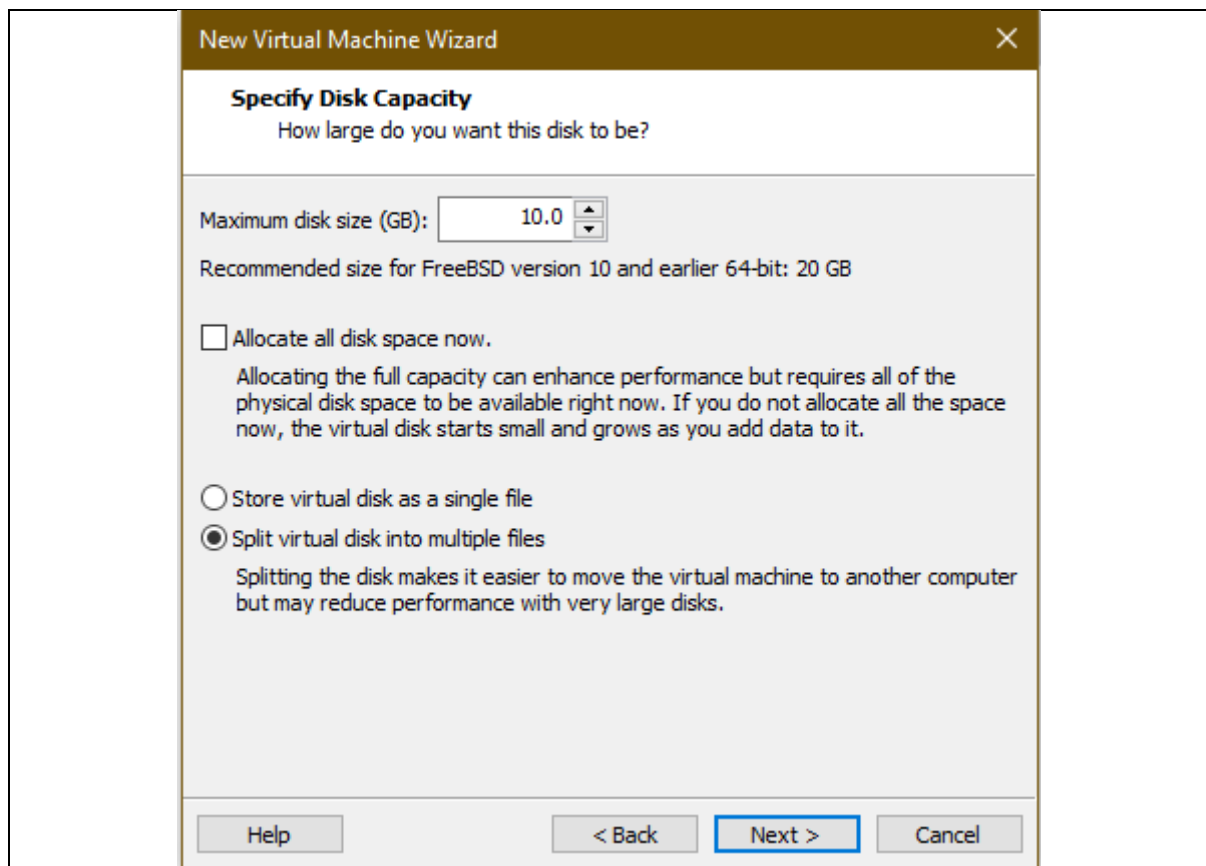 New Virtual Machine Wizard
Specify Disk Capacity
How large do you want this disk to be?
Maximum disk size (GB): 10.0
Recommended size for FreeBSD version 10 and earlier 64-bit: 20 GB
Allocate all disk space now.
Allocating the full capacity can enhance performance but requires all of the
physical disk space to be available right now. If you do not allocate all the space
now, the virtual disk starts small and grows as you add data to it.
Store virtual disk as a single file
Split virtual disk into multiple files
Splitting the disk makes it easier to move the virtual machine to another computer
but may reduce performance with very large disks.
Help < Back Next > Cancel